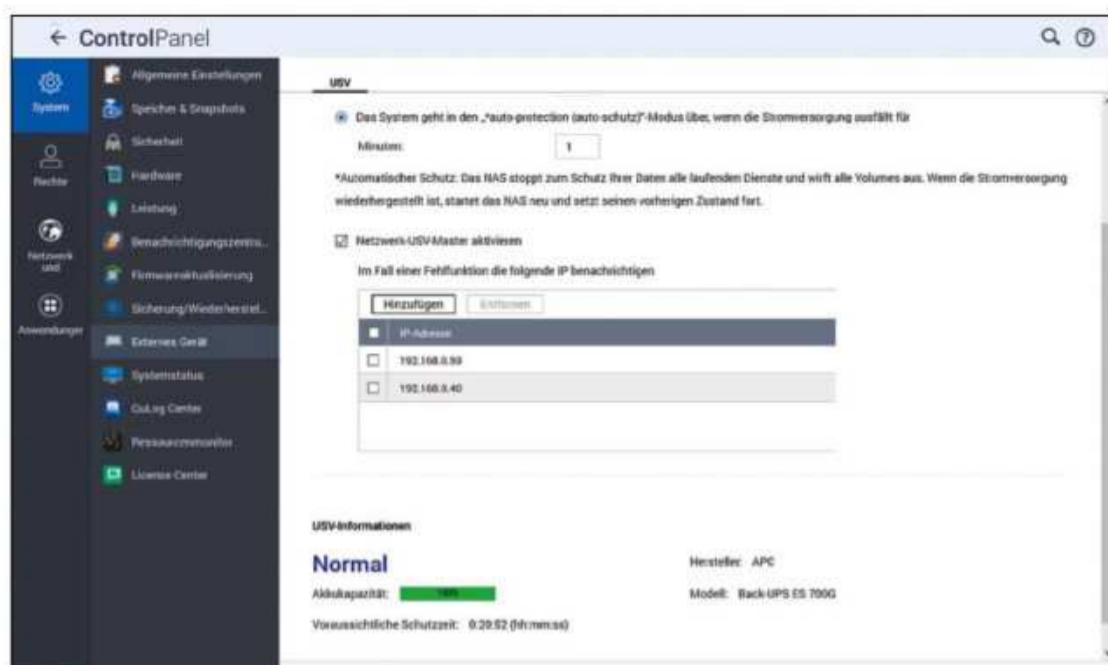 ControlPanel
System
Rechte
Netzwerk
und
Anwendungen
Allgemeine Einstellungen
Speicher & Snapshots
Sicherheit
Hardware
Leistung
Benachrichtigungszentru...
Firmwareaktualisierung
Sicherung/Wiederherstel...
Externes Gerät
Systemstatus
QuLog Center
Ressourcenmonitor
License Center
USV
Das System geht in den „*auto-protection (auto-schutz)"-Modus über, wenn die Stromversorgung ausfällt für
Minuten: 1
*Automatischer Schutz: Das NAS stoppt zum Schutz Ihrer Daten alle laufenden Dienste und wirft alle Volumes aus. Wenn die Stromversorgung
wiederhergestellt ist, startet das NAS neu und setzt seinen vorherigen Zustand fort.
Netzwerk-USV-Master aktivieren
Im Fall einer Fehlfunktion die folgende IP benachrichtigen
Hinzufügen Entfernen
IP-Adresse
192.168.0.40
USV-Informationen
Normal
Akkukapazität: 100%
Voraussichtliche Schutzzeit: 0:20:52 (hh:mm:ss)
Hersteller: APC
Modell: Back-UPS ES 700G